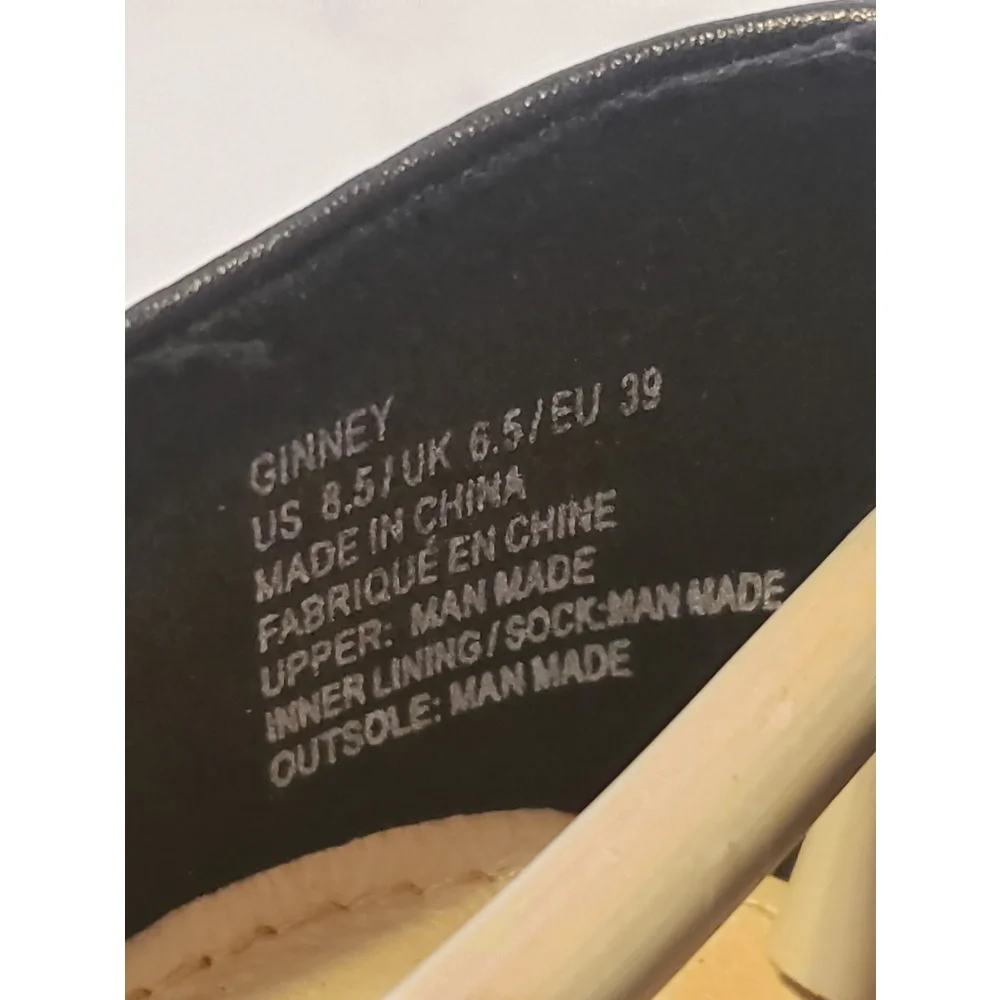 GINNEY
US 8.5/UK 6.5/EU 39
MADE IN CHINA
FABRIQUÉ EN CHINE
UPPER: MAN MADE
INNER LINING/SOCK:MAN MADE
OUTSOLE: MAN MADE